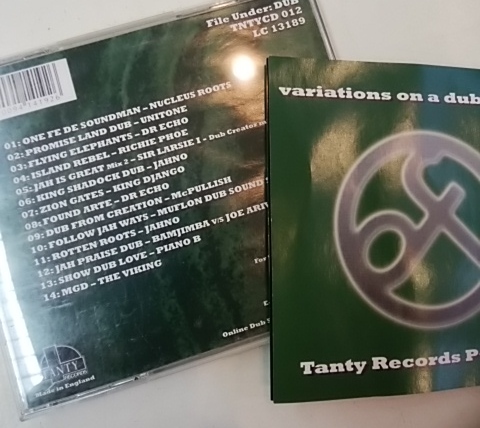 File Under: DUB
TNTYCD 012
LC 13189
01: ONE FE DE SOUNDMAN – NUCLEUS ROOTS
02: PROMISE LAND DUB – UNITONE
03: FLYING ELEPHANTS – DR ECHO
04: ISLAND REBEL – RICHIE PHOE
05: JAH IS GREAT Mix 2 – SIR LARSIE I – Dub Creator
06: KING SHADOCK DUB – JAHNO
07: ZION GATES – KING DJANGO
08: FOUND ARTE – DR ECHO
09: DUB FROM CREATION – McPULLISH
10: FOLLOW JAH WAYS – MUFLON DUB SOUND
11: ROTTEN ROOTS – JAHNO
12: JAH PRAISE DUB – BAMJIMBA v/s JOE
13: SHOW DUB LOVE – PIANO B
14: MGD – THE VIKING
For
Online Dub
TANTY
RECORDS
Made in England
variations on a dub
Tanty Records P